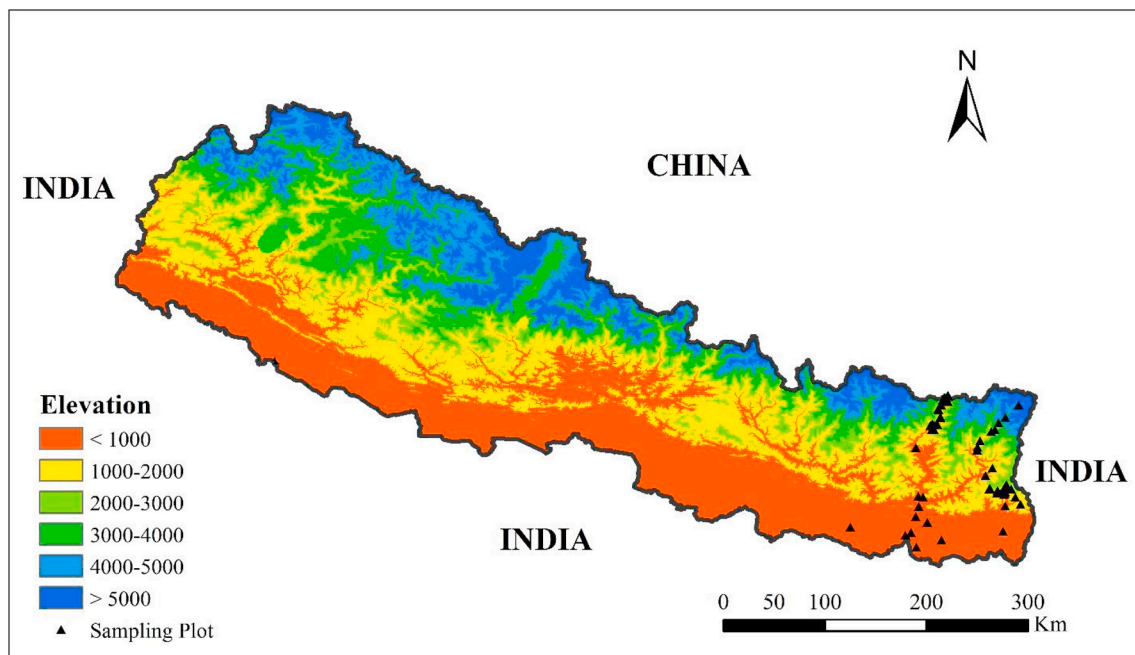 N
CHINA
INDIA
INDIA
INDIA
Elevation
< 1000
1000-2000
2000-3000
3000-4000
4000-5000
> 5000
Sampling Plot
0 50 100 200 300
Km